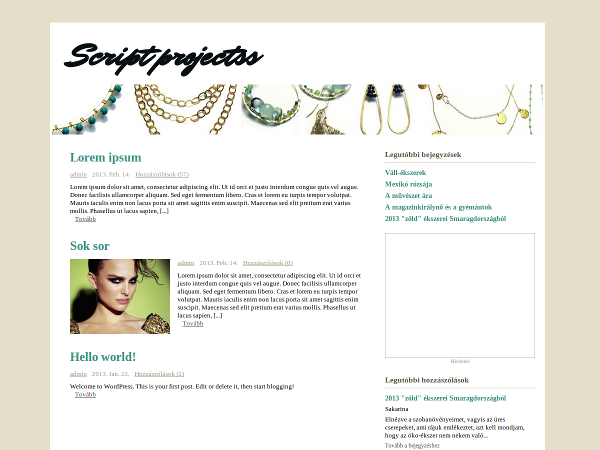 Script projectss
Lorem ipsum
admin 2013. Feb. 14. Hozzászólások (57)
Lorem ipsum dolor sit amet, consectetur adipiscing elit. Ut id orci et justo interdum congue quis vel augue.
Donec facilisis ullamcorper aliquam. Sed eget fermentum libero. Cras et lorem eu turpis tempor volutpat.
Mauris iaculis enim non lacus porta sit amet sagittis enim suscipit. Maecenas sed elit pretium erat varius
mollis. Phasellus ut lacus sapien, [...]
Tovább
Sok sor
admin 2013. Feb. 14. Hozzászólások (0)
Lorem ipsum dolor sit amet, consectetur adipiscing elit. Ut id orci et
justo interdum congue quis vel augue. Donec facilisis ullamcorper
aliquam. Sed eget fermentum libero. Cras et lorem eu turpis tempor
volutpat. Mauris iaculis enim non lacus porta sit amet sagittis enim
suscipit. Maecenas sed elit pretium erat varius mollis. Phasellus ut
lacus sapien, [...]
Tovább
Hello world!
admin 2013. Jan. 22. Hozzászólások (2)
Welcome to WordPress. This is your first post. Edit or delete it, then start blogging!
Tovább
Legutóbbi bejegyzések
Váll-ékszerek
Mexikó rózsája
A művészet ára
A magazinkirálynő és a gyémántok
2013 "zöld" ékszerei Smaragdországból
Hirdetés
Legutóbbi hozzászólások
2013 "zöld" ékszerei Smaragdországból
Sakarina
Elnézve a szobanövényeimet, vagyis az üres
cserepeket, ami rájuk emlékeztet, azt kell mondjam,
hogy az öko-ékszer nem nekem való...
Tovább a bejegyzéshez